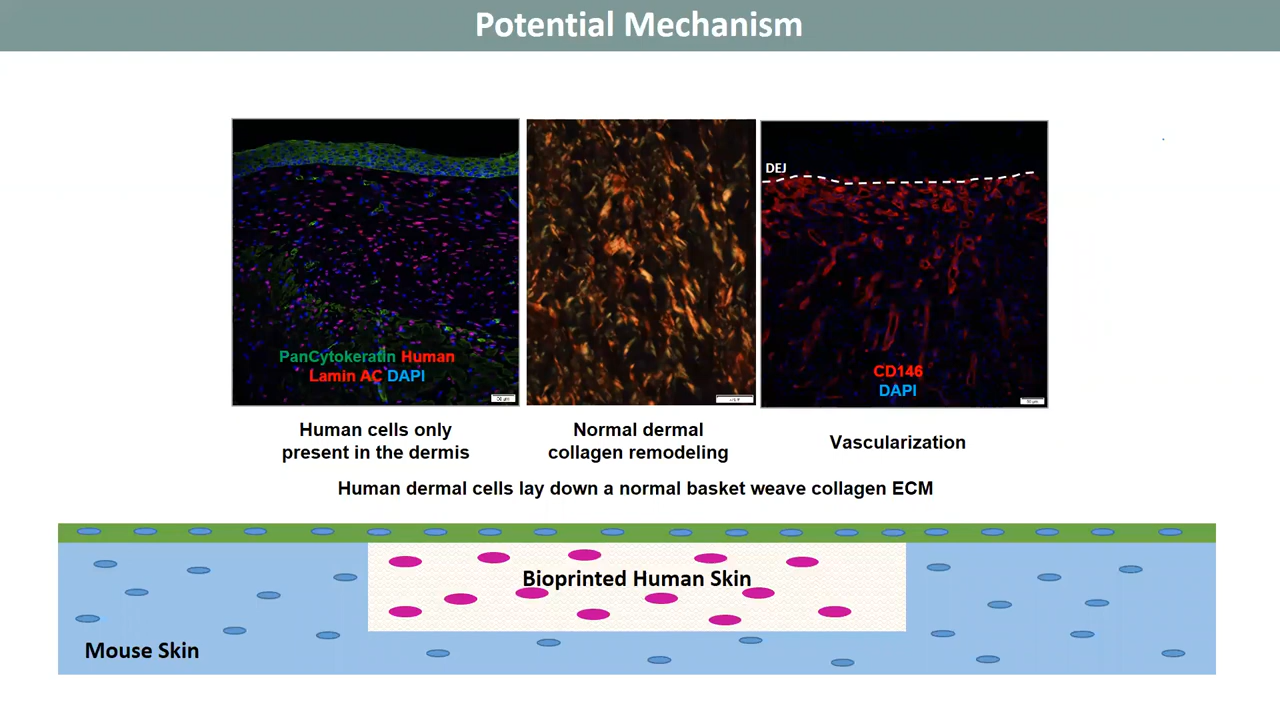 Potential Mechanism
DEJ
PanCytokeratin Human
Lamin AC DAPI
CD146
DAPI
Human cells only
present in the dermis
Normal dermal
collagen remodeling
Vascularization
Human dermal cells lay down a normal basket weave collagen ECM
Bioprinted Human Skin
Mouse Skin